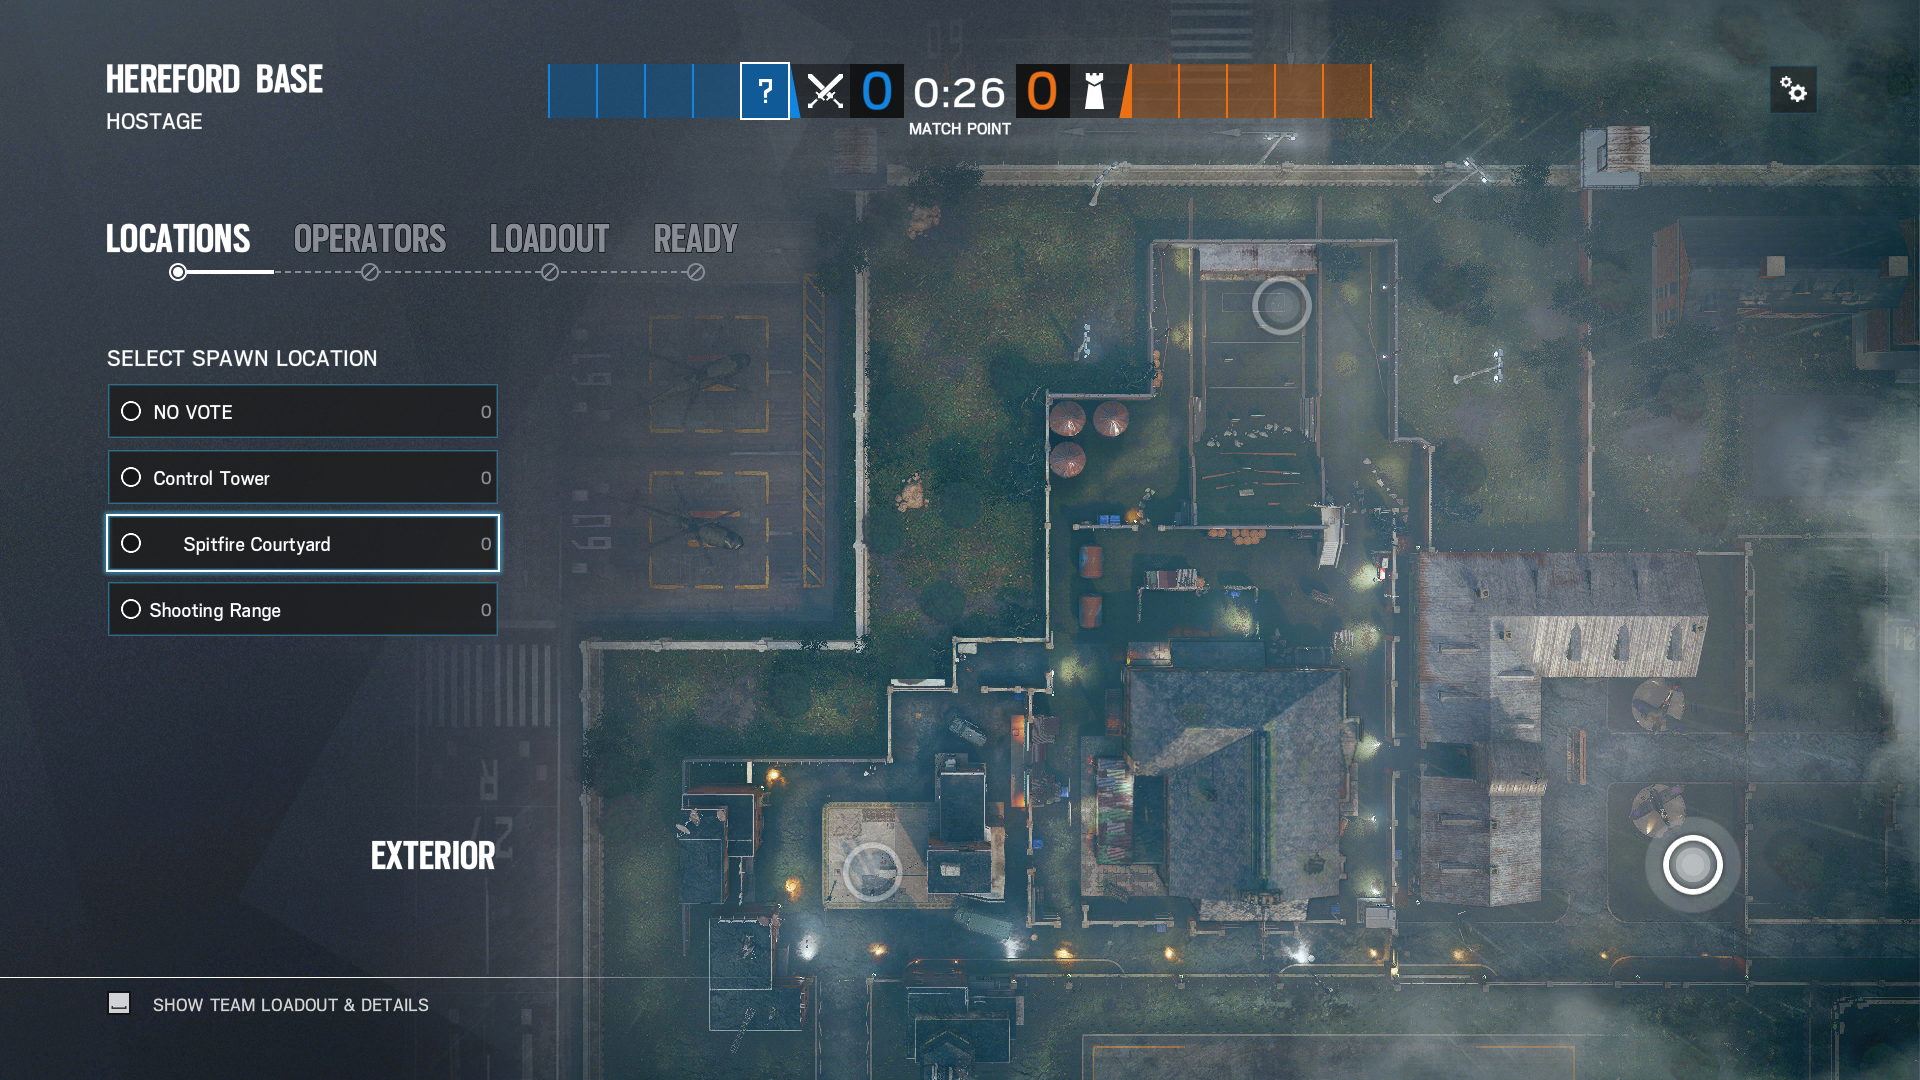 HEREFORD BASE
HOSTAGE
?
0
0:26
0
MATCH POINT
LOCATIONS
OPERATORS
LOADOUT
READY
SELECT SPAWN LOCATION
NO VOTE 0
Control Tower 0
Spitfire Courtyard 0
Shooting Range 0
EXTERIOR
SHOW TEAM LOADOUT & DETAILS